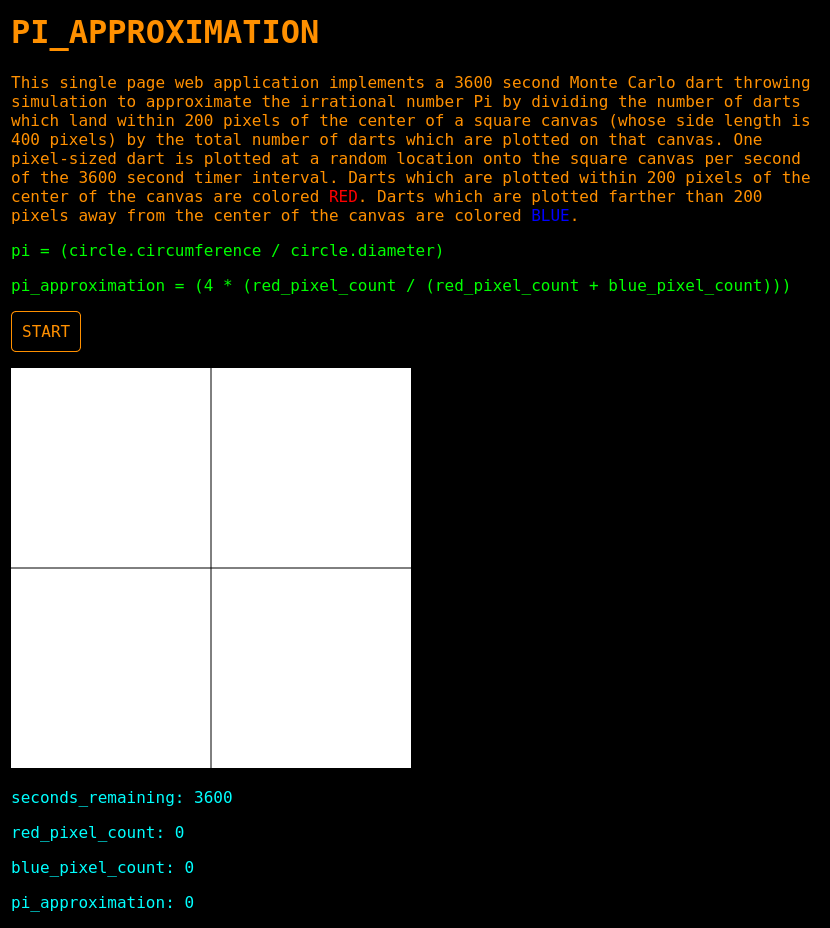 PI_APPROXIMATION
This single page web application implements a 3600 second Monte Carlo dart throwing
simulation to approximate the irrational number Pi by dividing the number of darts
which land within 200 pixels of the center of a square canvas (whose side length is
400 pixels) by the total number of darts which are plotted on that canvas. One
pixel-sized dart is plotted at a random location onto the square canvas per second
of the 3600 second timer interval. Darts which are plotted within 200 pixels of the
center of the canvas are colored RED. Darts which are plotted farther than 200
pixels away from the center of the canvas are colored BLUE.
pi = (circle.circumference / circle.diameter)
pi_approximation = (4 * (red_pixel_count / (red_pixel_count + blue_pixel_count)))
START
seconds_remaining: 3600
red_pixel_count: 0
blue_pixel_count: 0
pi_approximation: 0